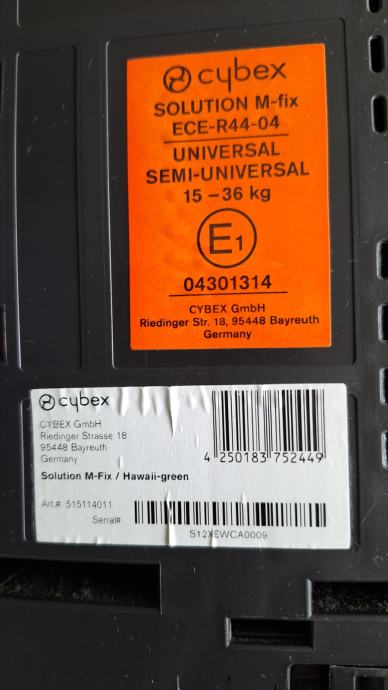 cybex
SOLUTION M-fix
ECE-R44-04
UNIVERSAL
SEMI-UNIVERSAL
15 – 36 kg
E1
04301314
CYBEX GmbH
Riedinger Str. 18, 95448 Bayreuth
Germany
cybex
CYBEX GmbH
Riedinger Strasse 18
95448 Bayreuth
Germany
4 250183 752449
Solution M-Fix / Hawaii-green
Art.#: 515114011
Serial#
S12XEWCA0009